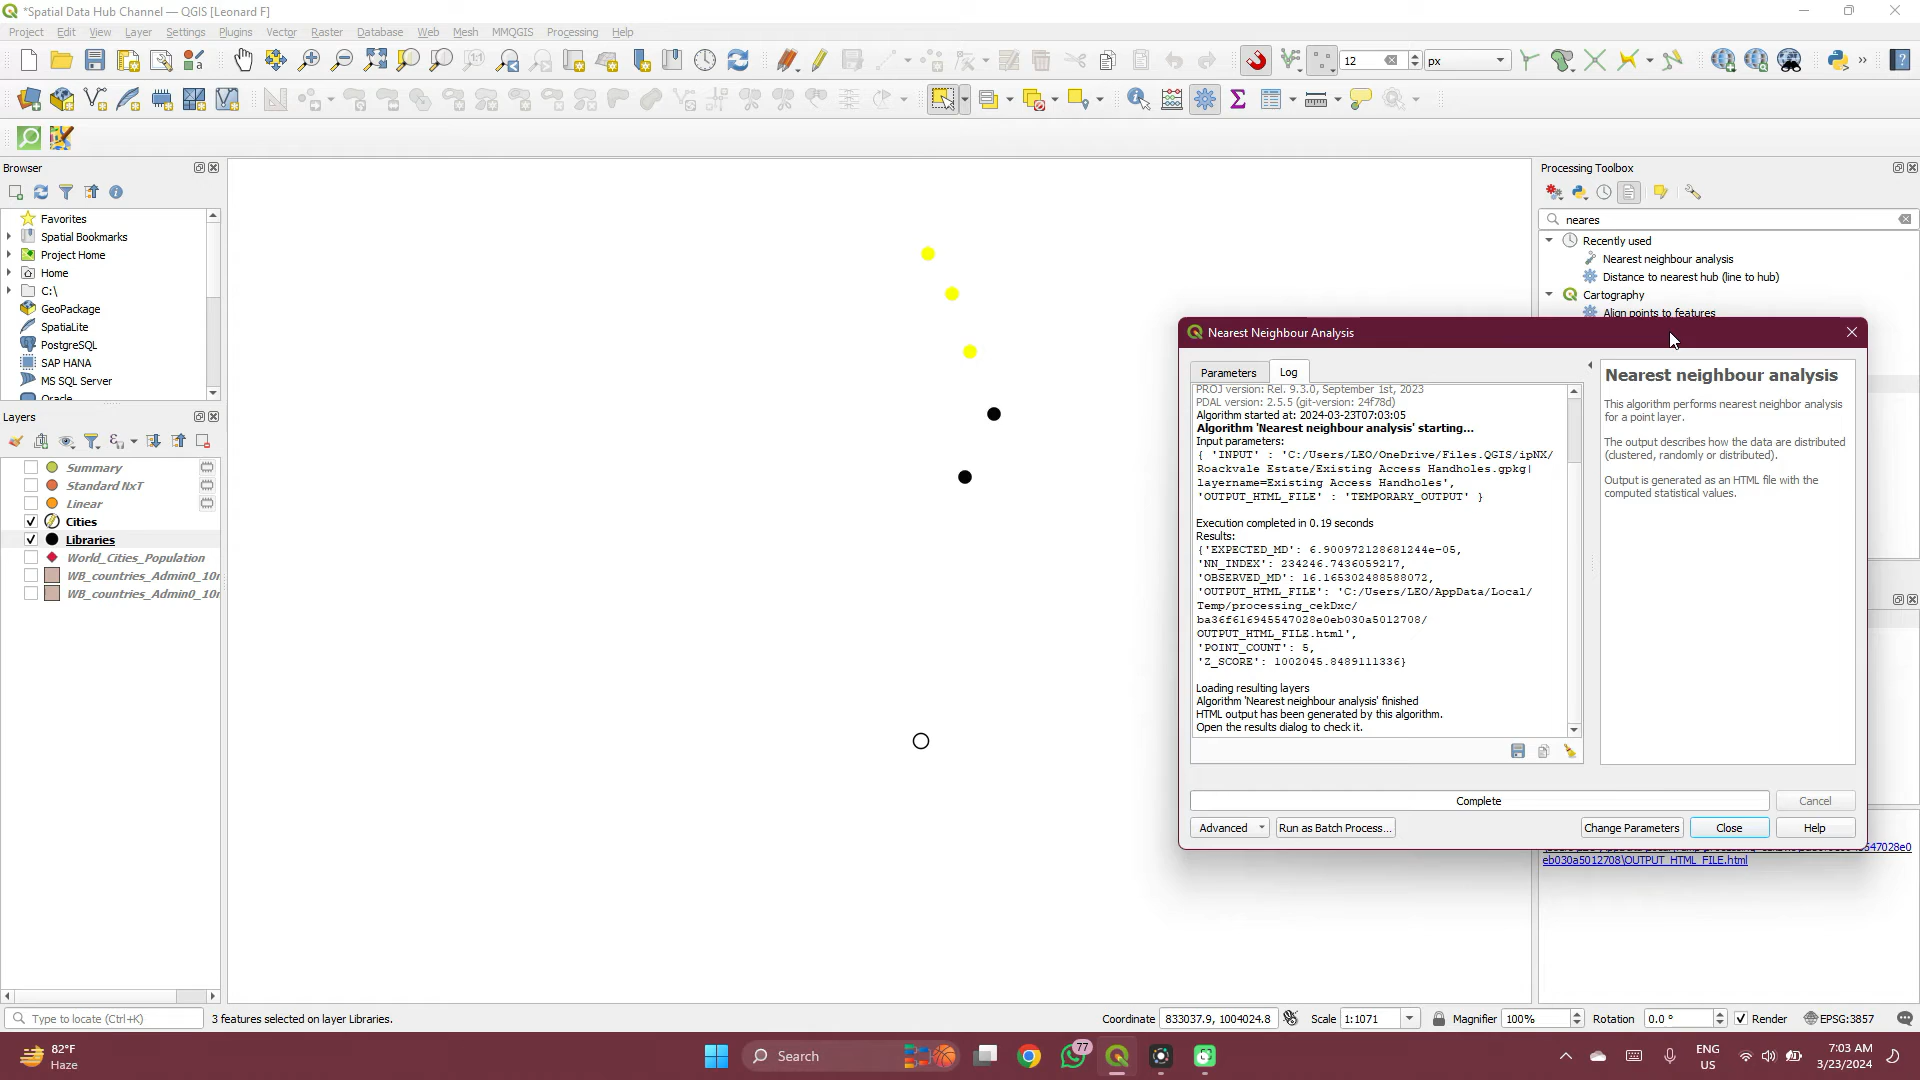 *Spatial Data Hub Channel — QGIS [Leonard F]
Project Edit View Layer Settings Plugins Vector Raster Database Web Mesh MMQGIS Processing Help
12
px
Browser
Favorites
Spatial Bookmarks
Project Home
Home
C:\
GeoPackage
SpatiaLite
PostgreSQL
SAP HANA
MS SQL Server
Oracle
Layers
Summary
Standard NxT
Linear
Cities
Libraries
World_Cities_Population
WB_countries_Admin0_10r
WB_countries_Admin0_10r
Processing Toolbox
neares
Recently used
Nearest neighbour analysis
Distance to nearest hub (line to hub)
Cartography
Align points to features
Nearest Neighbour Analysis
Parameters Log
PROJ version: Rel. 9.3.0, September 1st, 2023
PDAL version: 2.5.5 (git-version: 24f78d)
Algorithm started at: 2024-03-23T07:03:05
Algorithm 'Nearest neighbour analysis' starting…
Input parameters:
{ 'INPUT' : 'C:/Users/LEO/OneDrive/Files.QGIS/ipNX/
Roackvale Estate/Existing Access Handholes.gpkg|
layername=Existing Access Handholes',
'OUTPUT_HTML_FILE' : 'TEMPORARY_OUTPUT' }
Execution completed in 0.19 seconds
Results:
{'EXPECTED_MD': 6.900972128681244e-05,
'NN_INDEX': 234246.7436059217,
'OBSERVED_MD': 16.165302488588072,
'OUTPUT_HTML_FILE': 'C:/Users/LEO/AppData/Local/
Temp/processing_cekDxc/
ba36f616945547028e0eb030a5012708/
OUTPUT_HTML_FILE.html',
'POINT_COUNT': 5,
'Z_SCORE': 1002045.8489111336}
Loading resulting layers
Algorithm 'Nearest neighbour analysis' finished
HTML output has been generated by this algorithm.
Open the results dialog to check it.
Nearest neighbour analysis
This algorithm performs nearest neighbor analysis
for a point layer.
The output describes how the data are distributed
(clustered, randomly or distributed).
Output is generated as an HTML file with the
computed statistical values.
Complete
Cancel
Advanced
Run as Batch Process…
Change Parameters
Close
Help
547028e0
eb030a5012708\OUTPUT_HTML_FILE.html
Type to locate (Ctrl+K)
3 features selected on layer Libraries.
Coordinate 833037.9, 1004024.8
Scale 1:1071
Magnifier 100%
Rotation 0.0 °
Render
EPSG:3857
82°F
Haze
Search
77
ENG
US
7:03 AM
3/23/2024